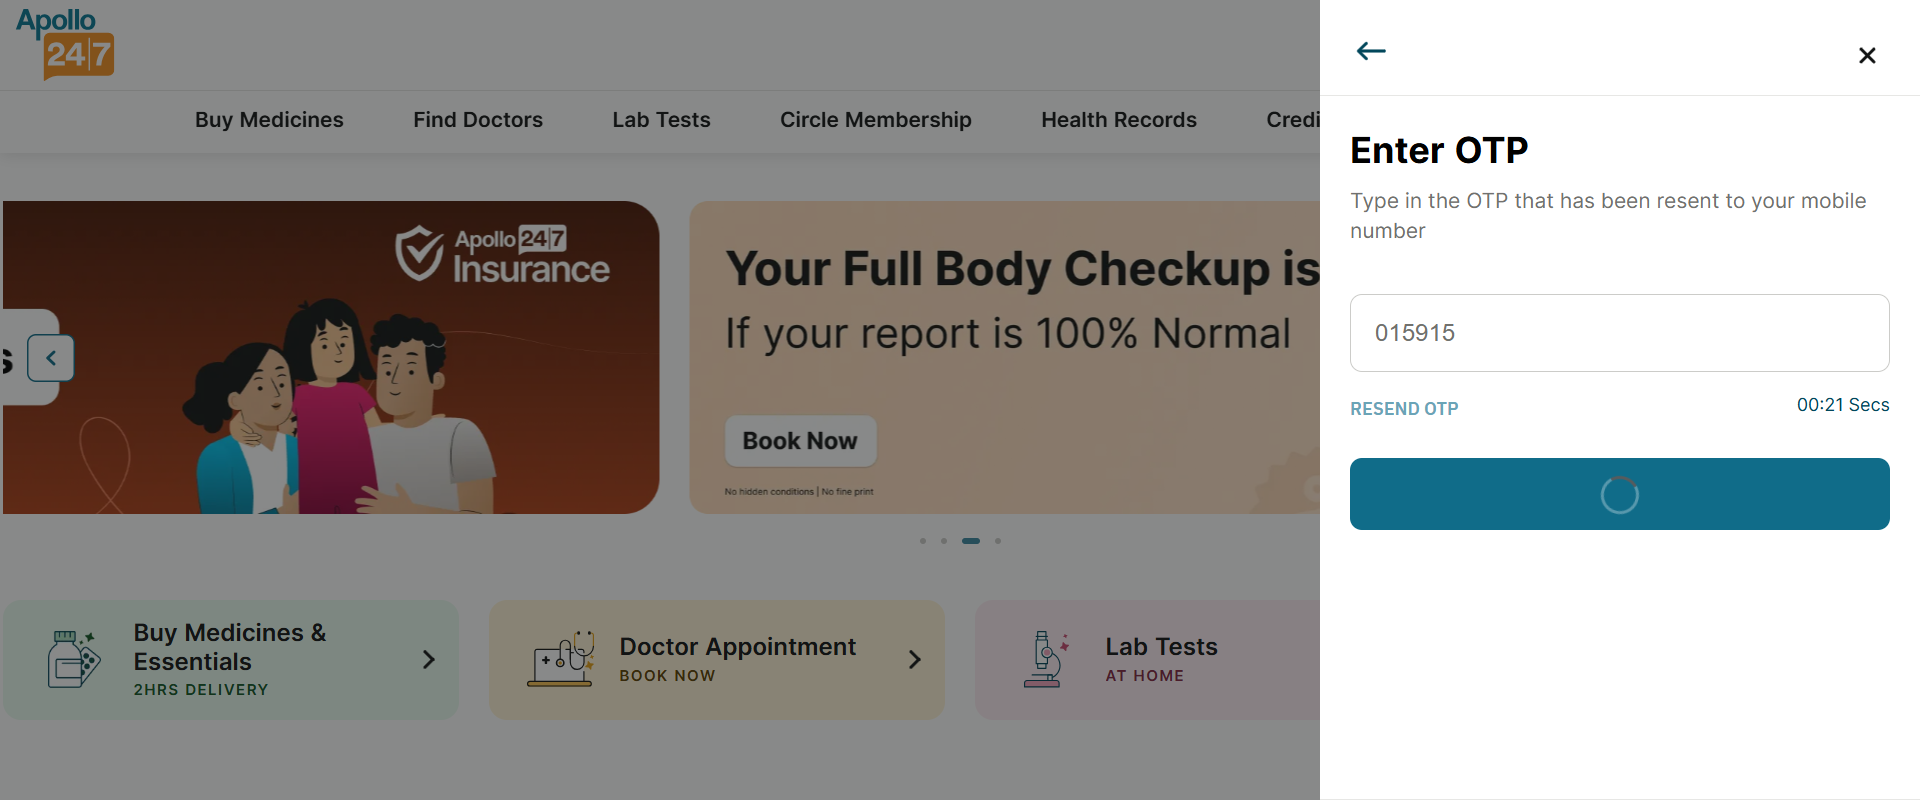 Apollo
24|7
Buy Medicines
Find Doctors
Lab Tests
Circle Membership
Health Records
Credi
Apollo 24|7
Insurance
s
Your Full Body Checkup is
If your report is 100% Normal
Book Now
No hidden conditions | No fine print
Buy Medicines &
Essentials
2HRS DELIVERY
Doctor Appointment
BOOK NOW
Lab Tests
AT HOME
Enter OTP
Type in the OTP that has been resent to your mobile
number
015915
RESEND OTP
00:21 Secs